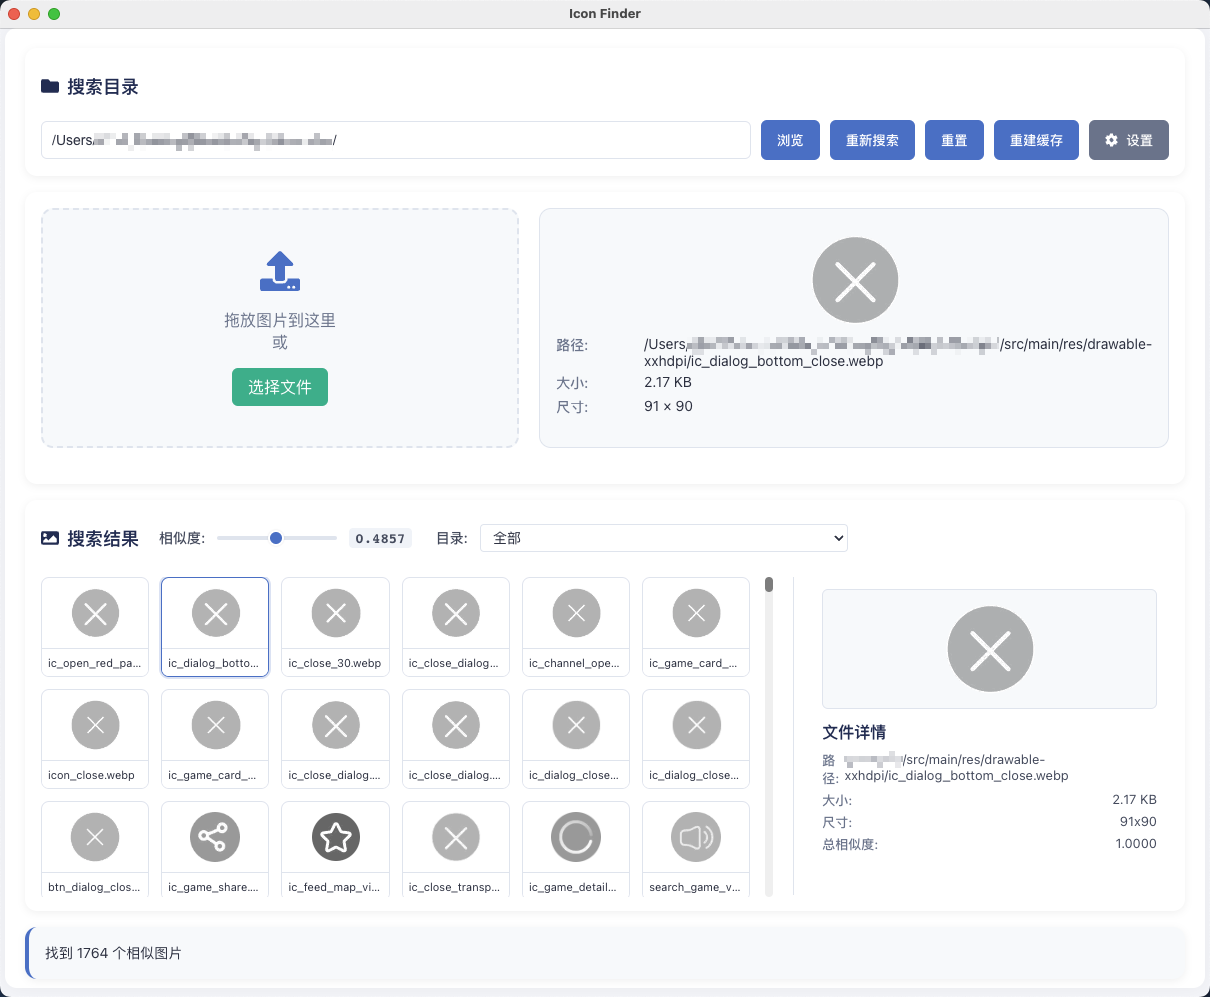 Icon Finder
搜索目录
/Users/ /
浏览
重新搜索
重置
重建缓存
设置
拖放图片到这里
或
选择文件
路径:
/Users/ /src/main/res/drawable-
xxhdpi/ic_dialog_bottom_close.webp
大小:
2.17 KB
尺寸:
91 × 90
搜索结果
相似度:
0.4857
目录:
全部
ic_open_red_pa...
ic_dialog_botto...
ic_close_30.webp
ic_close_dialog...
ic_channel_ope...
ic_game_card_...
icon_close.webp
ic_game_card_...
ic_close_dialog....
ic_close_dialog....
ic_dialog_close...
ic_dialog_close...
btn_dialog_clos...
ic_game_share....
ic_feed_map_vi...
ic_close_transp...
ic_game_detail...
search_game_v...
文件详情
路径:
/src/main/res/drawable-
xxhdpi/ic_dialog_bottom_close.webp
大小:
2.17 KB
尺寸:
91x90
总相似度:
1.0000
找到 1764 个相似图片